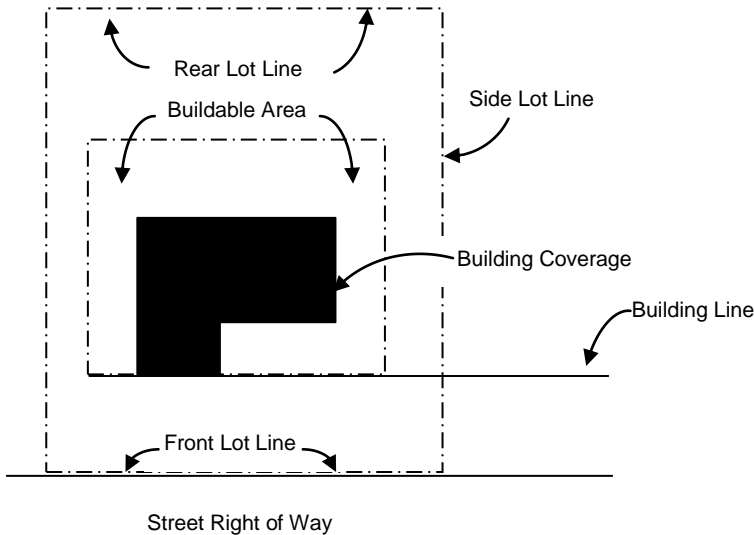 Rear Lot Line
Side Lot Line
Buildable Area
Building Coverage
Building Line
Front Lot Line
Street Right of Way